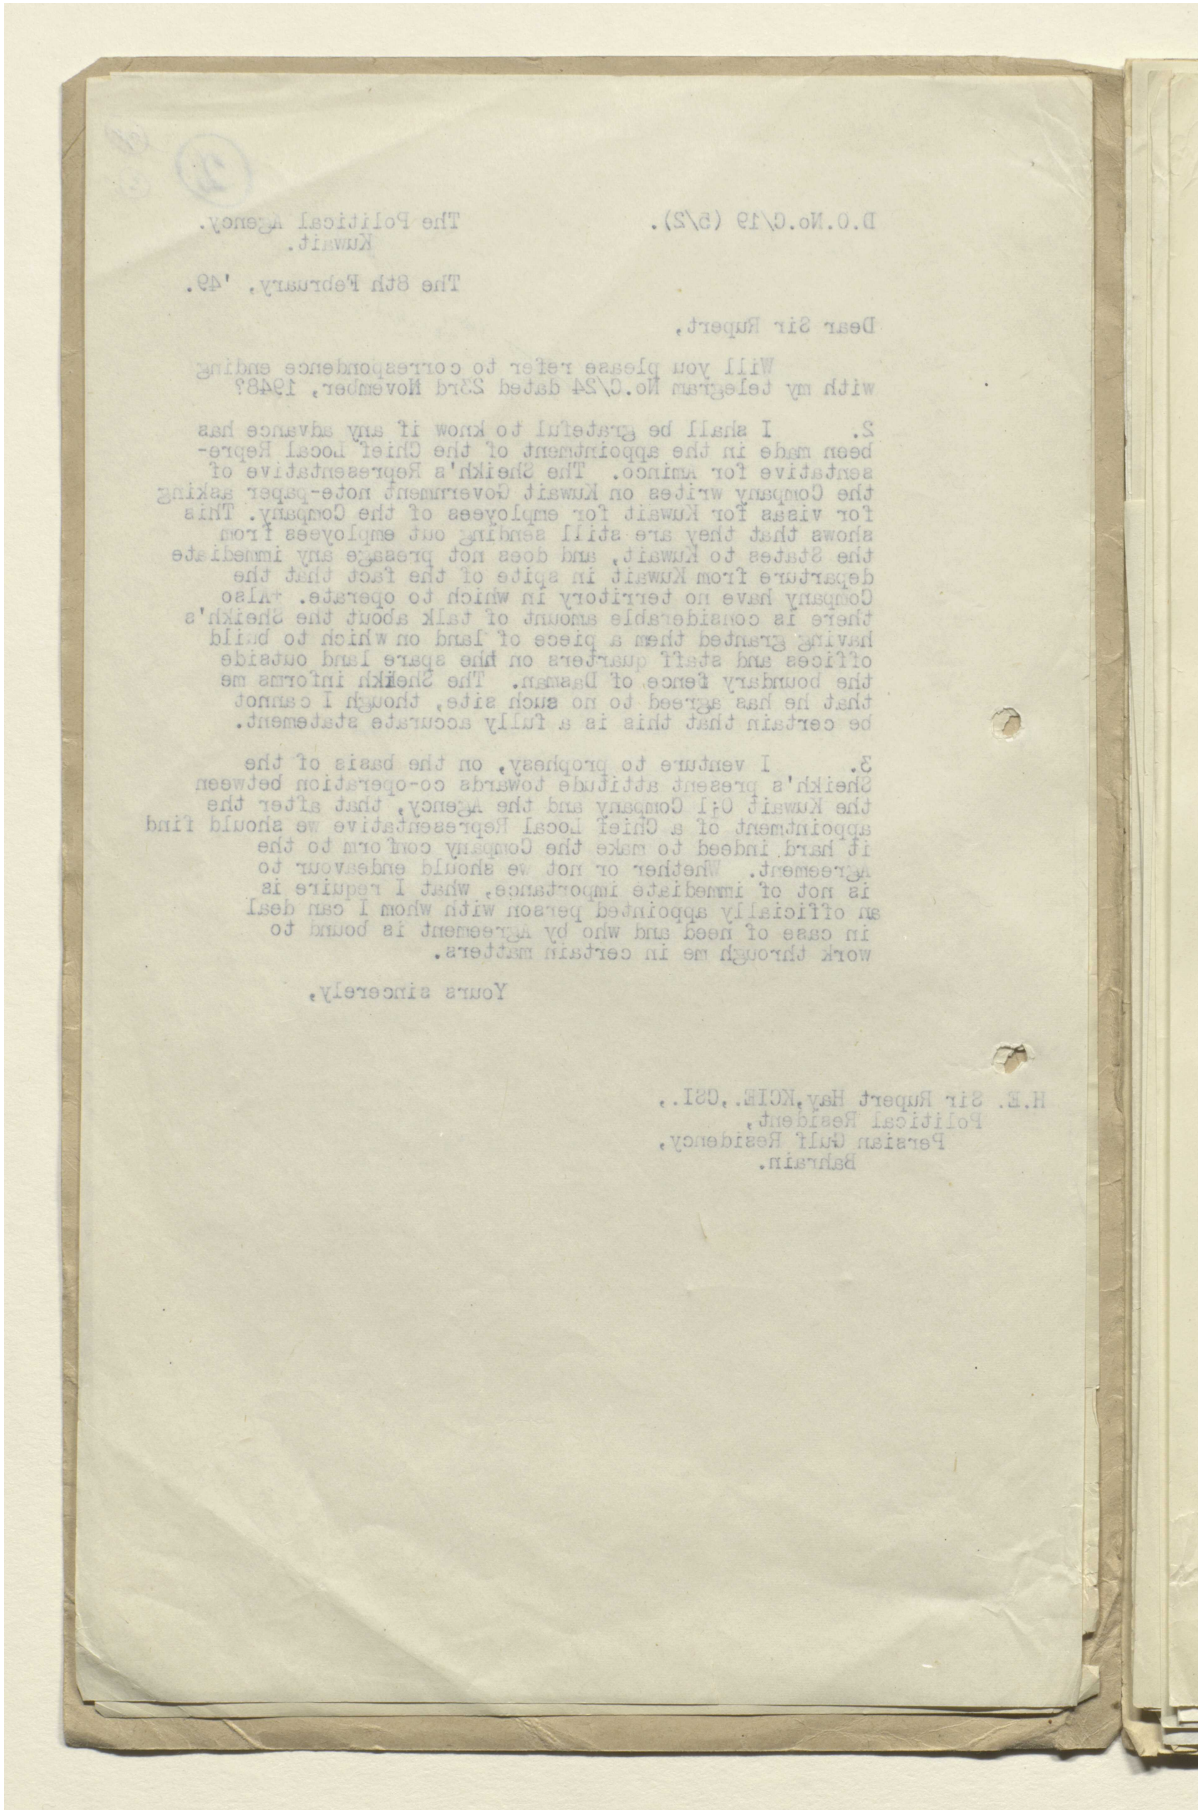 2
D.O.No.C/19 (5/2).    The Political Agency.
Kuwait.
The 8th February, '49.
Dear Sir Rupert,
Will you please refer to correspondence ending
with my telegram No.C/24 dated 23rd November, 1948?
2.    I shall be grateful to know if any advance has
been made in the appointment of the Chief Local Repre-
sentative for Aminco.  The Sheikh's Representative of
the Company writes on Kuwait Government note-paper asking
for visas for Kuwait for employees of the Company. This
shows that they are still sending out employees from
the States to Kuwait, and does not presage any immediate
departure from Kuwait in spite of the fact that the
Company have no territory in which to operate. +Also
there is considerable amount of talk about the Sheikh's
having granted them a piece of land on which to build
offices and staff quarters on the spare land outside
the boundary fence of Dasman.  The Sheikh informs me
that he has agreed to no such site, though I cannot
be certain that this is a fully accurate statement.
3.    I venture to prophesy, on the basis of the
Sheikh's present attitude towards co-operation between
the Kuwait Oil Company and the Agency, that after the
appointment of a Chief Local Representative we should find
it hard indeed to make the Company conform to the
Agreement.  Whether or not we should endeavour to
is not of immediate importance, what I require is
an officially appointed person with whom I can deal
in case of need and who by Agreement is bound to
work through me in certain matters.
Yours sincerely,
H.E. Sir Rupert Hay,KCIE.,CSI.,
Political Resident,
Persian Gulf Residency,
Bahrain.